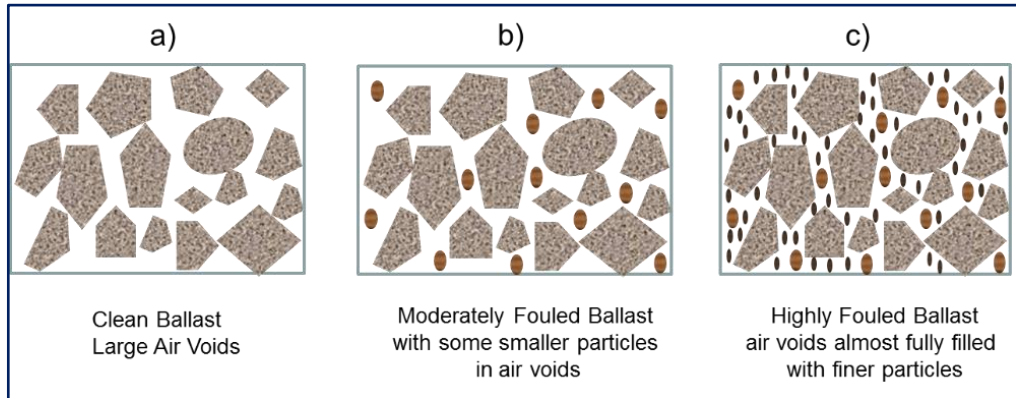 a)
b)
c)
Clean Ballast
Large Air Voids
Moderately Fouled Ballast
with some smaller particles
in air voids
Highly Fouled Ballast
air voids almost fully filled
with finer particles